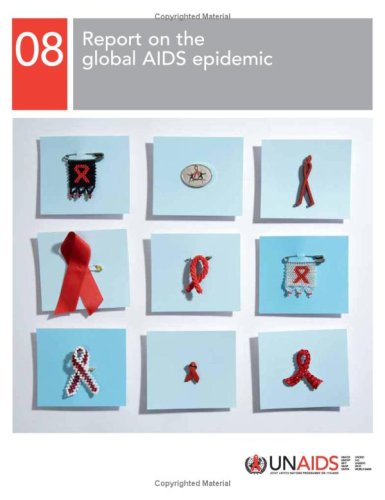 Copyrighted Material
08
Report on the
global AIDS epidemic
UNAIDS
JOINT UNITED NATIONS PROGRAMME ON HIV/AIDS
Copyrighted Material